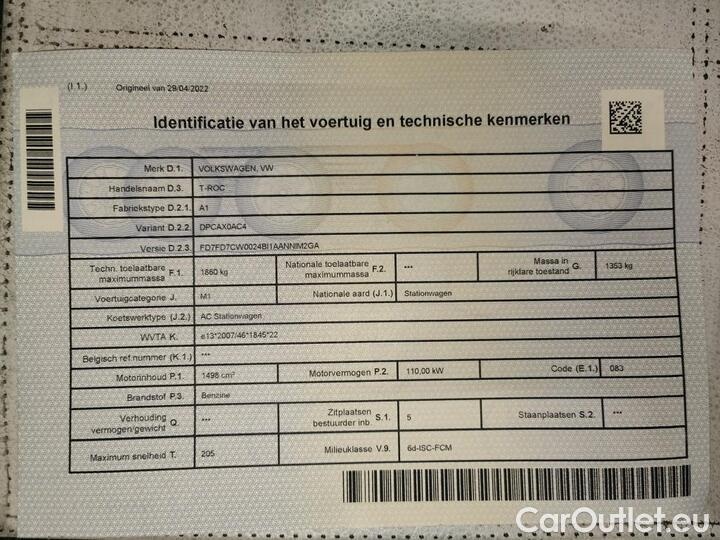 (I 1.) Origineel van 29/04/2022
Identificatie van het voertuig en technische kenmerken
Merk D.1. VOLKSWAGEN, VW
Handelsnaam D.3. T-ROC
Fabriekstype D.2.1. A1
Variant D.2.2. DPCAX0AC4
Versie D.2.3. FD7FD7CW0024BI1AANNIM2GA
Techn. toelaatbare maximummassa F.1. 1860 kg Nationale toelaatbare maximummassa F.2. *** Massa in rijklare toestand G. 1353 kg
Voertuigcategorie J. M1 Nationale aard (J.1.) Stationwagen
Koetswerktype (J.2.) AC Stationwagen
WVTA K. e13*2007/46*1845*22
Belgisch ref.nummer (K.1.) ***
Motorinhoud P.1. 1498 cm³ Motorvermogen P.2. 110,00 kW Code (E.1.) 083
Brandstof P.3. Benzine
Verhouding vermogen/gewicht Q. *** Zitplaatsen bestuurder inb. S.1. 5 Staanplaatsen S.2. ***
Maximum snelheid T. 205 Milieuklasse V.9. 6d-ISC-FCM
CarOutlet.eu